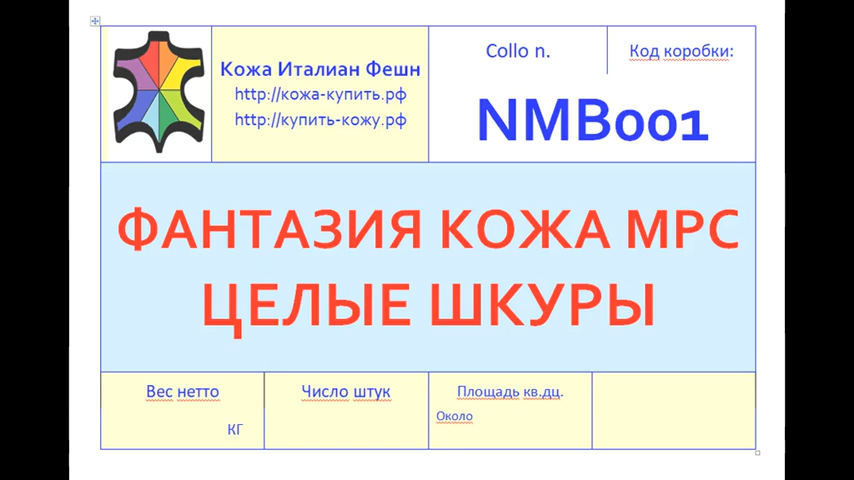 Кожа Италиан Фешн
http://кожа-купить.рф
http://купить-кожу.рф
Collo n.
Код коробки:
NMB001
ФАНТАЗИЯ КОЖА МРС
ЦЕЛЫЕ ШКУРЫ
Вес нетто
КГ
Число штук
Площадь кв.дц.
Около